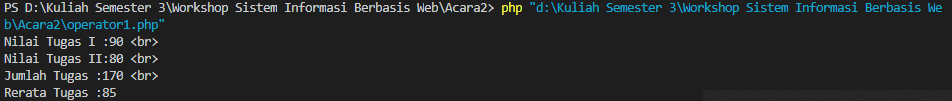 PS D:\Kuliah Semester 3\Workshop Sistem Informasi Berbasis Web\Acara2> php "d:\Kuliah Semester 3\Workshop Sistem Informasi Berbasis We
b\Acara2\operator1.php"
Nilai Tugas I :90 <br>
Nilai Tugas II:80 <br>
Jumlah Tugas :170 <br>
Rerata Tugas :85